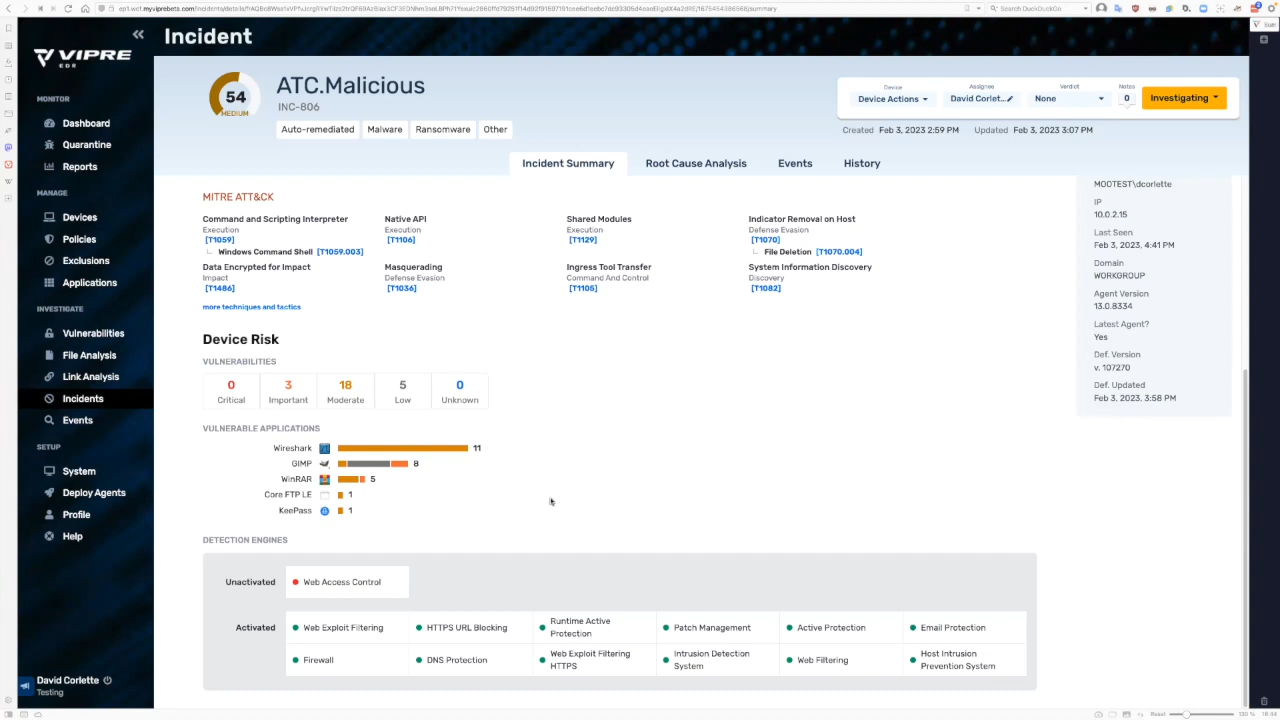 Search DuckDuckGo
Incident
VIPRE
EDR
MONITOR
Dashboard
Quarantine
Reports
MANAGE
Devices
Policies
Exclusions
Applications
INVESTIGATE
Vulnerabilities
File Analysis
Link Analysis
Incidents
Events
SETUP
System
Deploy Agents
Profile
Help
David Corlette
Testing
54
MEDIUM
ATC.Malicious
INC-806
Auto-remediated Malware Ransomware Other
Device Assignee Verdict Notes
Device Actions David Corlet... None 0 Investigating
Created Feb 3, 2023 2:59 PM Updated Feb 3, 2023 3:07 PM
Incident Summary Root Cause Analysis Events History
MITRE ATT&CK
Command and Scripting Interpreter Native API Shared Modules Indicator Removal on Host
Execution Execution Execution Defense Evasion
[T1059] [T1106] [T1129] [T1070]
Windows Command Shell [T1059.003] File Deletion [T1070.004]
Data Encrypted for Impact Masquerading Ingress Tool Transfer System Information Discovery
Impact Defense Evasion Command And Control Discovery
[T1486] [T1036] [T1105] [T1082]
more techniques and tactics
Device Risk
VULNERABILITIES
0 3 18 5 0
Critical Important Moderate Low Unknown
VULNERABLE APPLICATIONS
Wireshark 11
GIMP 8
WinRAR 5
Core FTP LE 1
KeePass 1
DETECTION ENGINES
Unactivated Web Access Control
Activated
Web Exploit Filtering HTTPS URL Blocking Runtime Active Protection Patch Management Active Protection Email Protection
Firewall DNS Protection Web Exploit Filtering HTTPS Intrusion Detection System Web Filtering Host Intrusion Prevention System
MOOTEST\dcorlette
IP
10.0.2.15
Last Seen
Feb 3, 2023, 4:41 PM
Domain
WORKGROUP
Agent Version
13.0.8334
Latest Agent?
Yes
Def. Version
v. 107270
Def. Updated
Feb 3, 2023, 3:58 PM
Reset 130 %